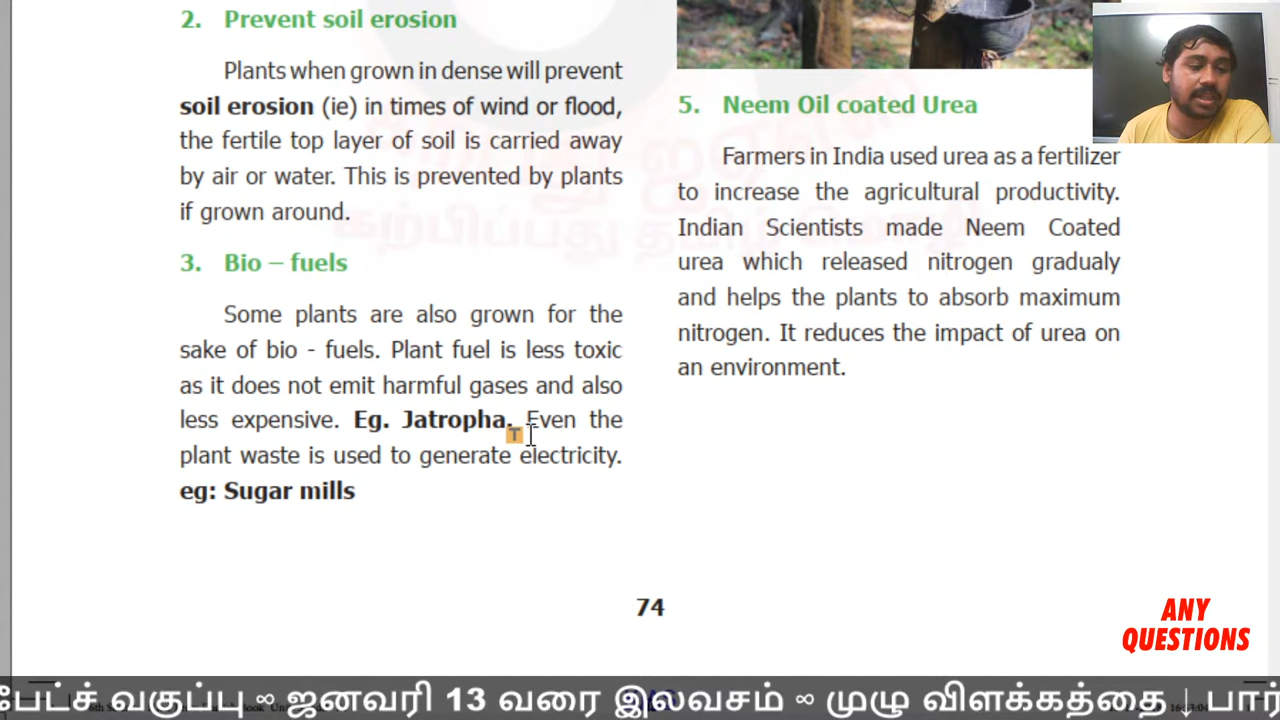 2. Prevent soil erosion
Plants when grown in dense will prevent
soil erosion (ie) in times of wind or flood,
the fertile top layer of soil is carried away
by air or water. This is prevented by plants
if grown around.
3. Bio – fuels
Some plants are also grown for the
sake of bio - fuels. Plant fuel is less toxic
as it does not emit harmful gases and also
less expensive. Eg. Jatropha. Even the
T
plant waste is used to generate electricity.
eg: Sugar mills
5. Neem Oil coated Urea
Farmers in India used urea as a fertilizer
to increase the agricultural productivity.
Indian Scientists made Neem Coated
urea which released nitrogen gradualy
and helps the plants to absorb maximum
nitrogen. It reduces the impact of urea on
an environment.
கற்பிப்பது தமிழ் மொழி
74
ANY
QUESTIONS
பேட்ச் வகுப்பு ∞ ஜனவரி 13 வரை இலவசம் ∞ முழு விளக்கத்தை | பார்